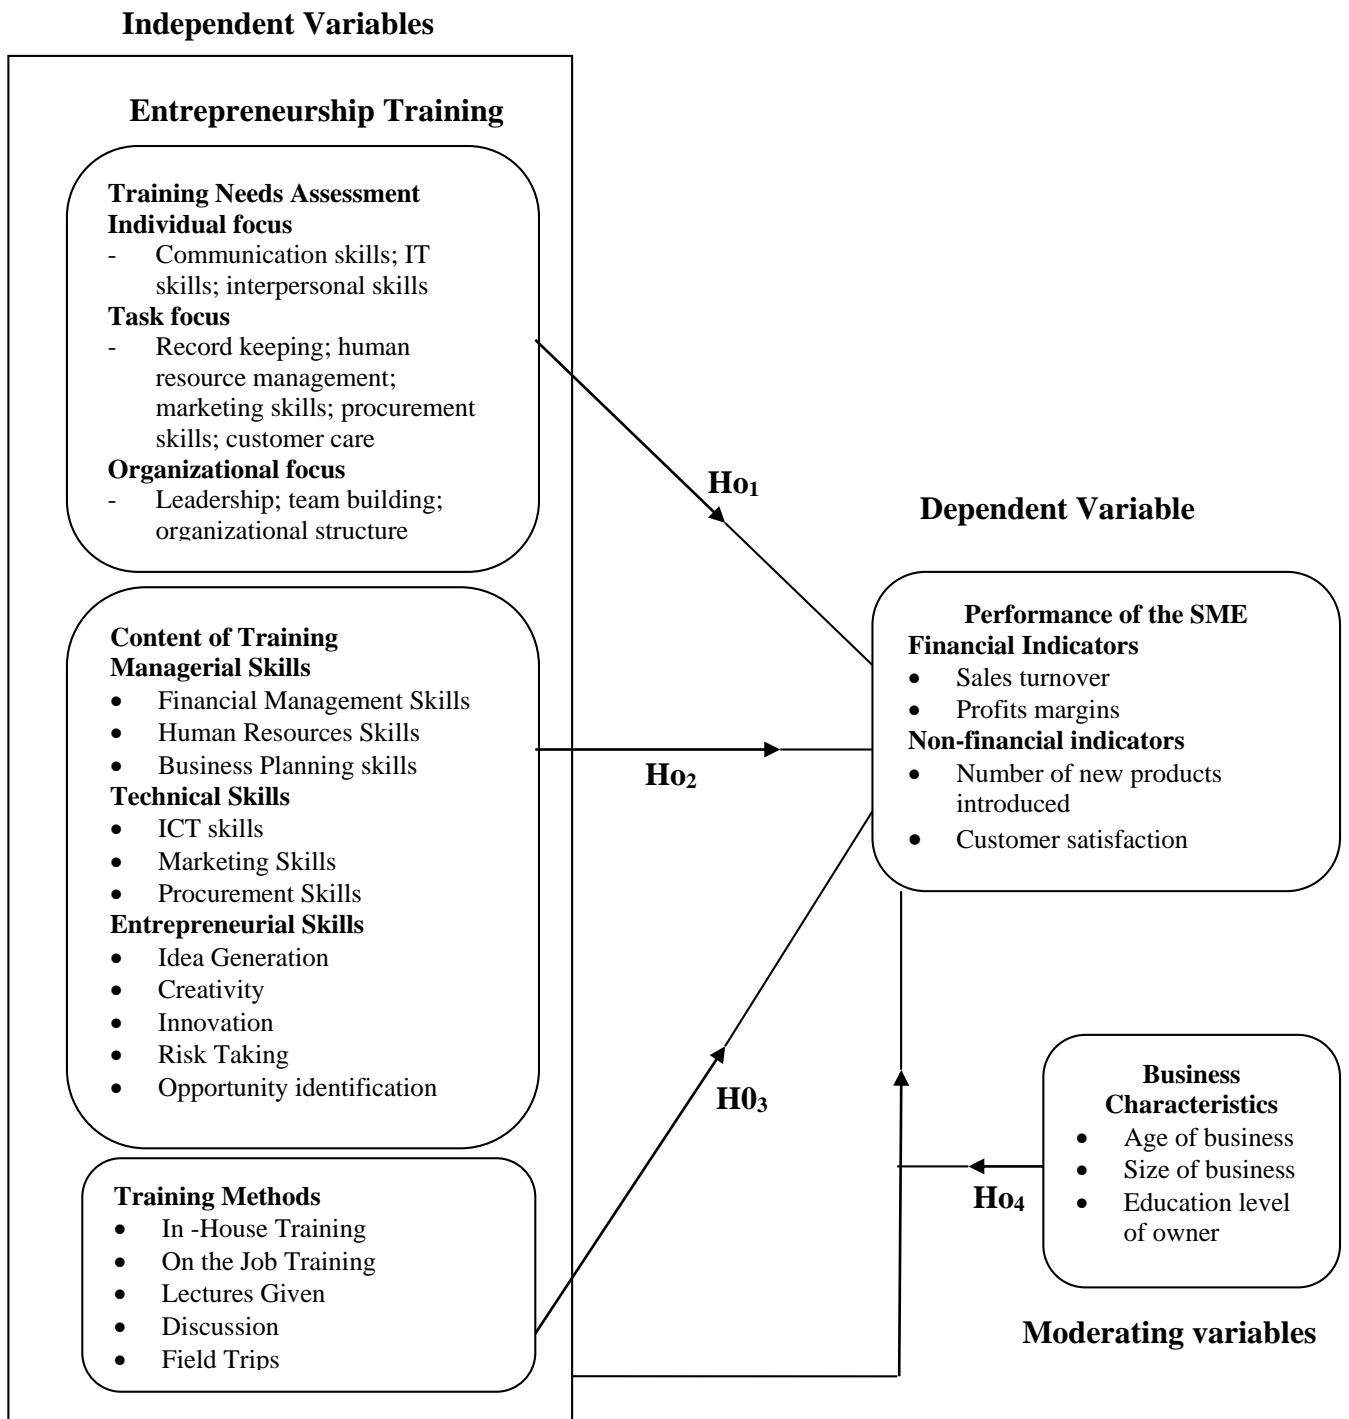 Independent Variables
Entrepreneurship Training
Training Needs Assessment
Individual focus
- Communication skills; IT
skills; interpersonal skills
Task focus
- Record keeping; human
resource management;
marketing skills; procurement
skills; customer care
Organizational focus
- Leadership; team building;
organizational structure
Content of Training
Managerial Skills
• Financial Management Skills
• Human Resources Skills
• Business Planning skills
Technical Skills
• ICT skills
• Marketing Skills
• Procurement Skills
Entrepreneurial Skills
• Idea Generation
• Creativity
• Innovation
• Risk Taking
• Opportunity identification
Training Methods
• In -House Training
• On the Job Training
• Lectures Given
• Discussion
• Field Trips
Ho₁
Ho₂
H0₃
Dependent Variable
Performance of the SME
Financial Indicators
• Sales turnover
• Profits margins
Non-financial indicators
• Number of new products
introduced
• Customer satisfaction
Ho₄
Business
Characteristics
• Age of business
• Size of business
• Education level
of owner
Moderating variables